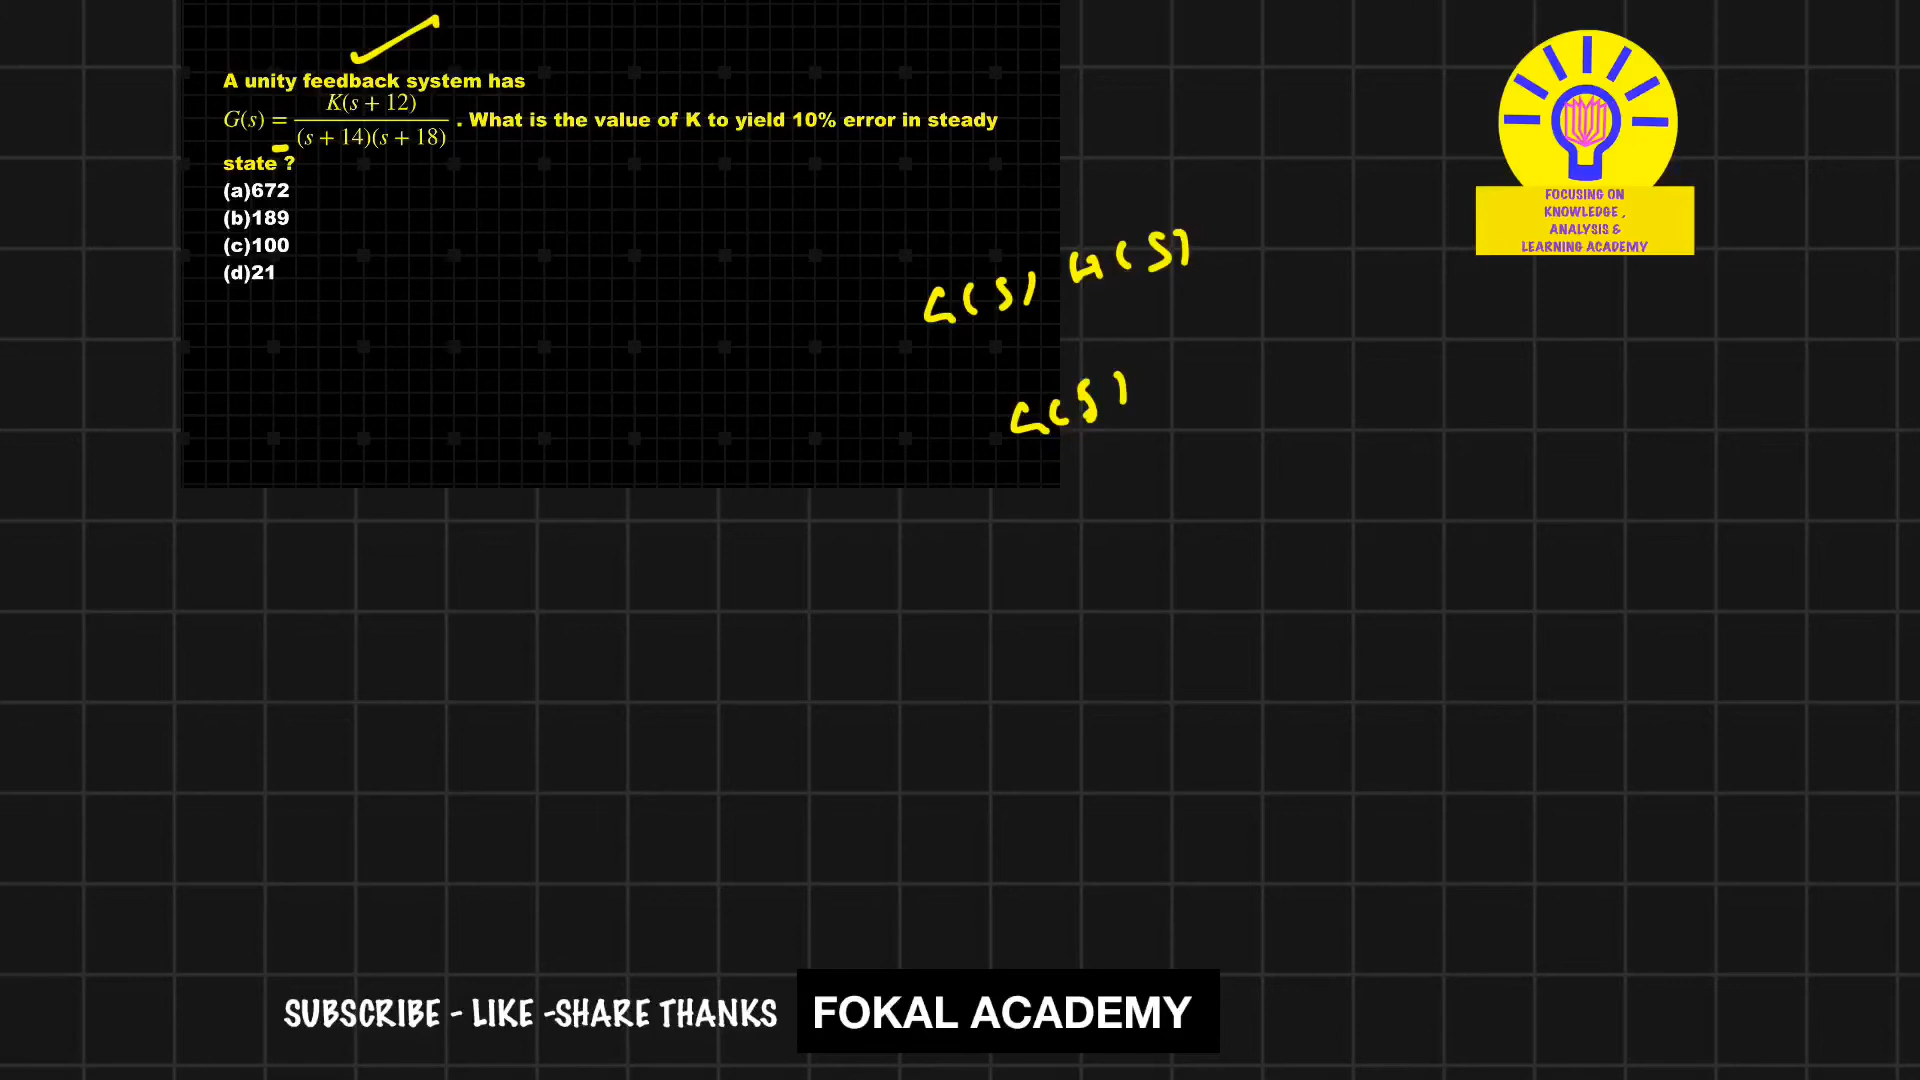 A unity feedback system has
G(s) = K(s + 12) / (s + 14)(s + 18) . What is the value of K to yield 10% error in steady
state ?
(a)672
(b)189
(c)100
(d)21
G(s) H(s)
G(s)
FOCUSING ON
KNOWLEDGE ,
ANALYSIS &
LEARNING ACADEMY
SUBSCRIBE - LIKE -SHARE THANKS
FOKAL ACADEMY